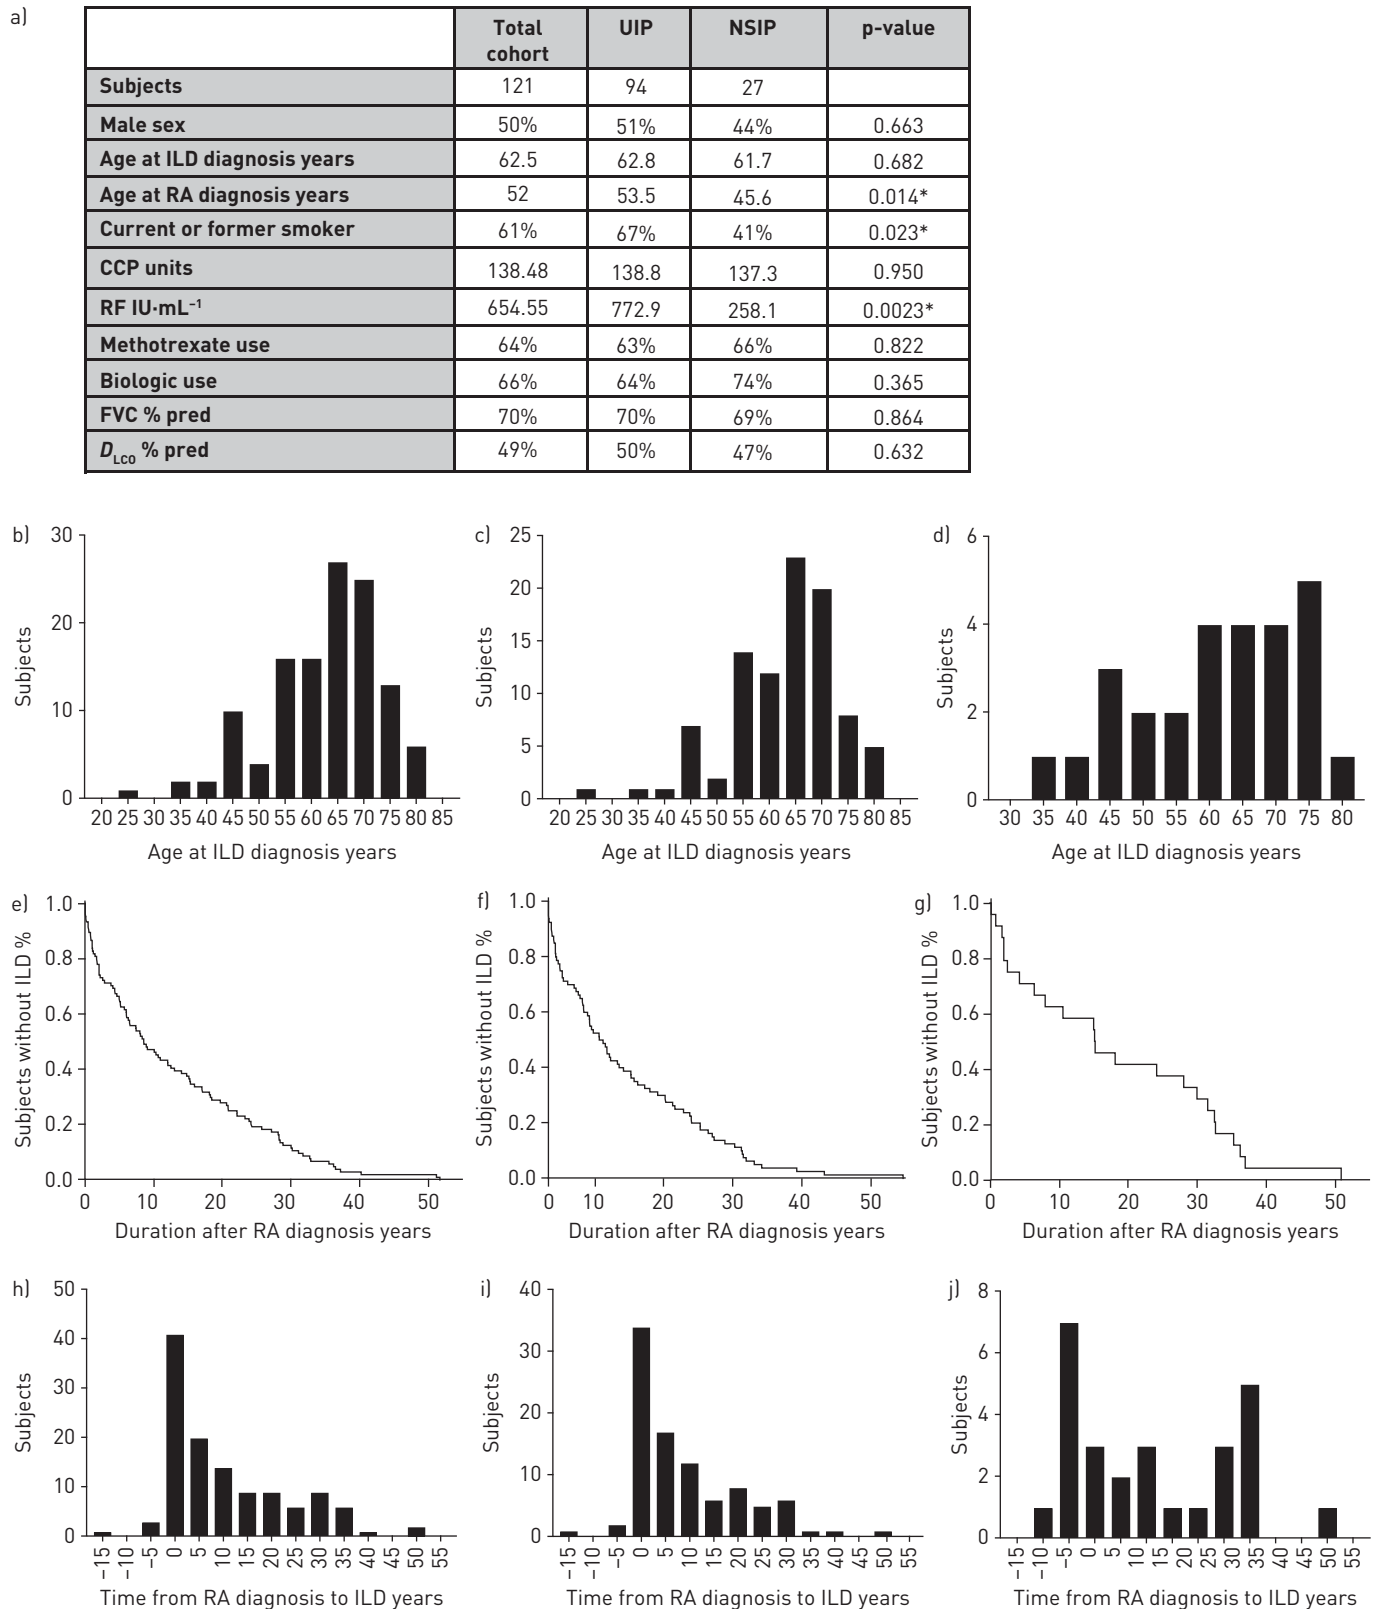 a)
Total cohort UIP NSIP p-value
Subjects 121 94 27
Male sex 50% 51% 44% 0.663
Age at ILD diagnosis years 62.5 62.8 61.7 0.682
Age at RA diagnosis years 52 53.5 45.6 0.014*
Current or former smoker 61% 67% 41% 0.023*
CCP units 138.48 138.8 137.3 0.950
RF IU·mL⁻¹ 654.55 772.9 258.1 0.0023*
Methotrexate use 64% 63% 66% 0.822
Biologic use 66% 64% 74% 0.365
FVC % pred 70% 70% 69% 0.864
DLCO % pred 49% 50% 47% 0.632
b)
30
20
10
0
Subjects
20 25 30 35 40 45 50 55 60 65 70 75 80 85
Age at ILD diagnosis years
c)
25
20
15
10
5
0
Subjects
20 25 30 35 40 45 50 55 60 65 70 75 80 85
Age at ILD diagnosis years
d)
6
4
2
0
Subjects
30 35 40 45 50 55 60 65 70 75 80
Age at ILD diagnosis years
e)
1.0
0.8
0.6
0.4
0.2
0.0
Subjects without ILD %
0 10 20 30 40 50
Duration after RA diagnosis years
f)
1.0
0.8
0.6
0.4
0.2
0.0
Subjects without ILD %
0 10 20 30 40 50
Duration after RA diagnosis years
g)
1.0
0.8
0.6
0.4
0.2
0.0
Subjects without ILD %
0 10 20 30 40 50
Duration after RA diagnosis years
h)
50
40
30
20
10
0
Subjects
−15 −10 −5 0 5 10 15 20 25 30 35 40 45 50 55
Time from RA diagnosis to ILD years
i)
40
30
20
10
0
Subjects
−15 −10 −5 0 5 10 15 20 25 30 35 40 45 50 55
Time from RA diagnosis to ILD years
j)
8
6
4
2
0
Subjects
−15 −10 −5 0 5 10 15 20 25 30 35 40 45 50 55
Time from RA diagnosis to ILD years